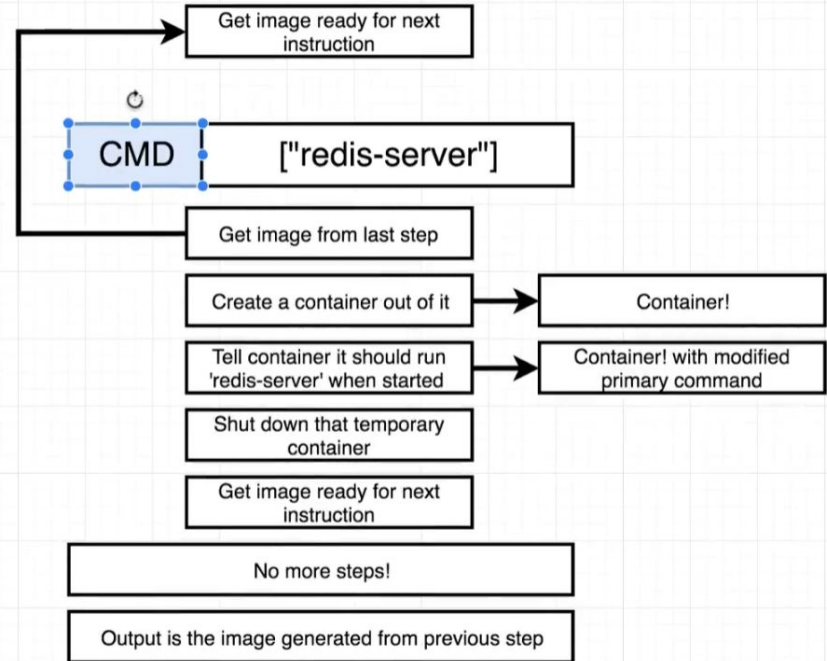 Get image ready for next
instruction
CMD
["redis-server"]
Get image from last step
Create a container out of it
Container!
Tell container it should run
'redis-server' when started
Container! with modified
primary command
Shut down that temporary
container
Get image ready for next
instruction
No more steps!
Output is the image generated from previous step